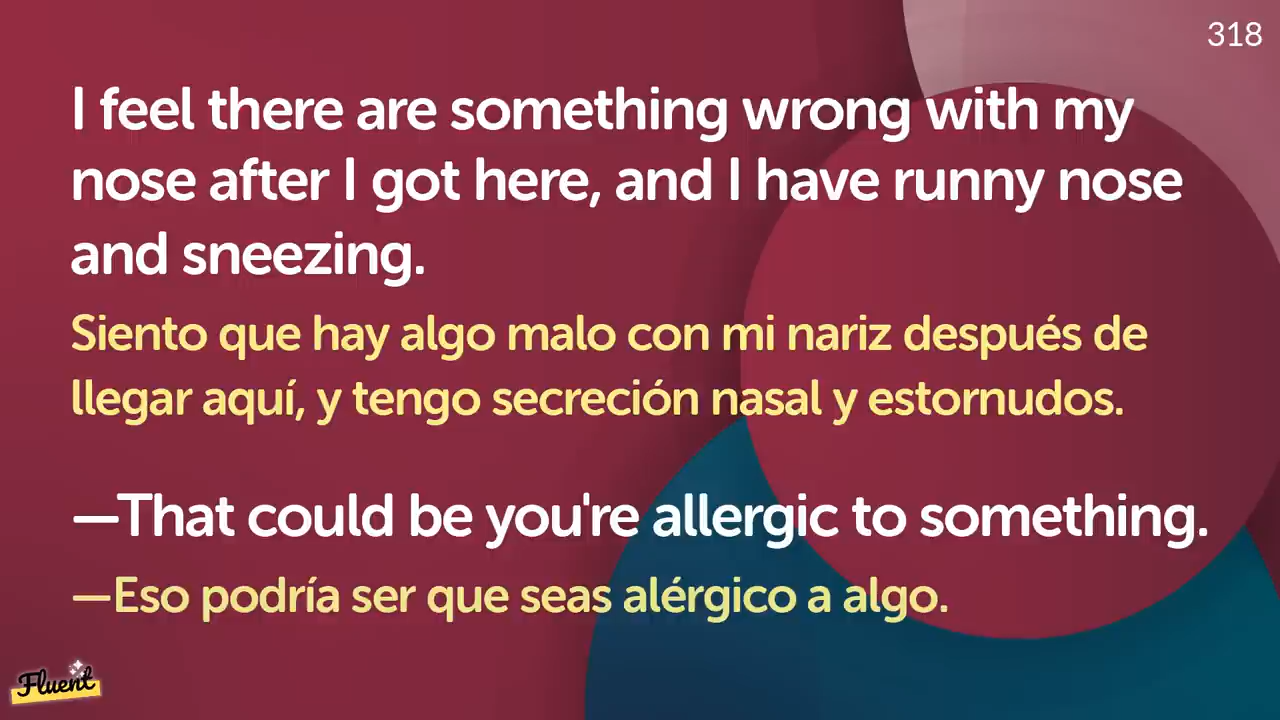 318
I feel there are something wrong with my
nose after I got here, and I have runny nose
and sneezing.
Siento que hay algo malo con mi nariz después de
llegar aquí, y tengo secreción nasal y estornudos.
—That could be you're allergic to something.
—Eso podría ser que seas alérgico a algo.
Fluent